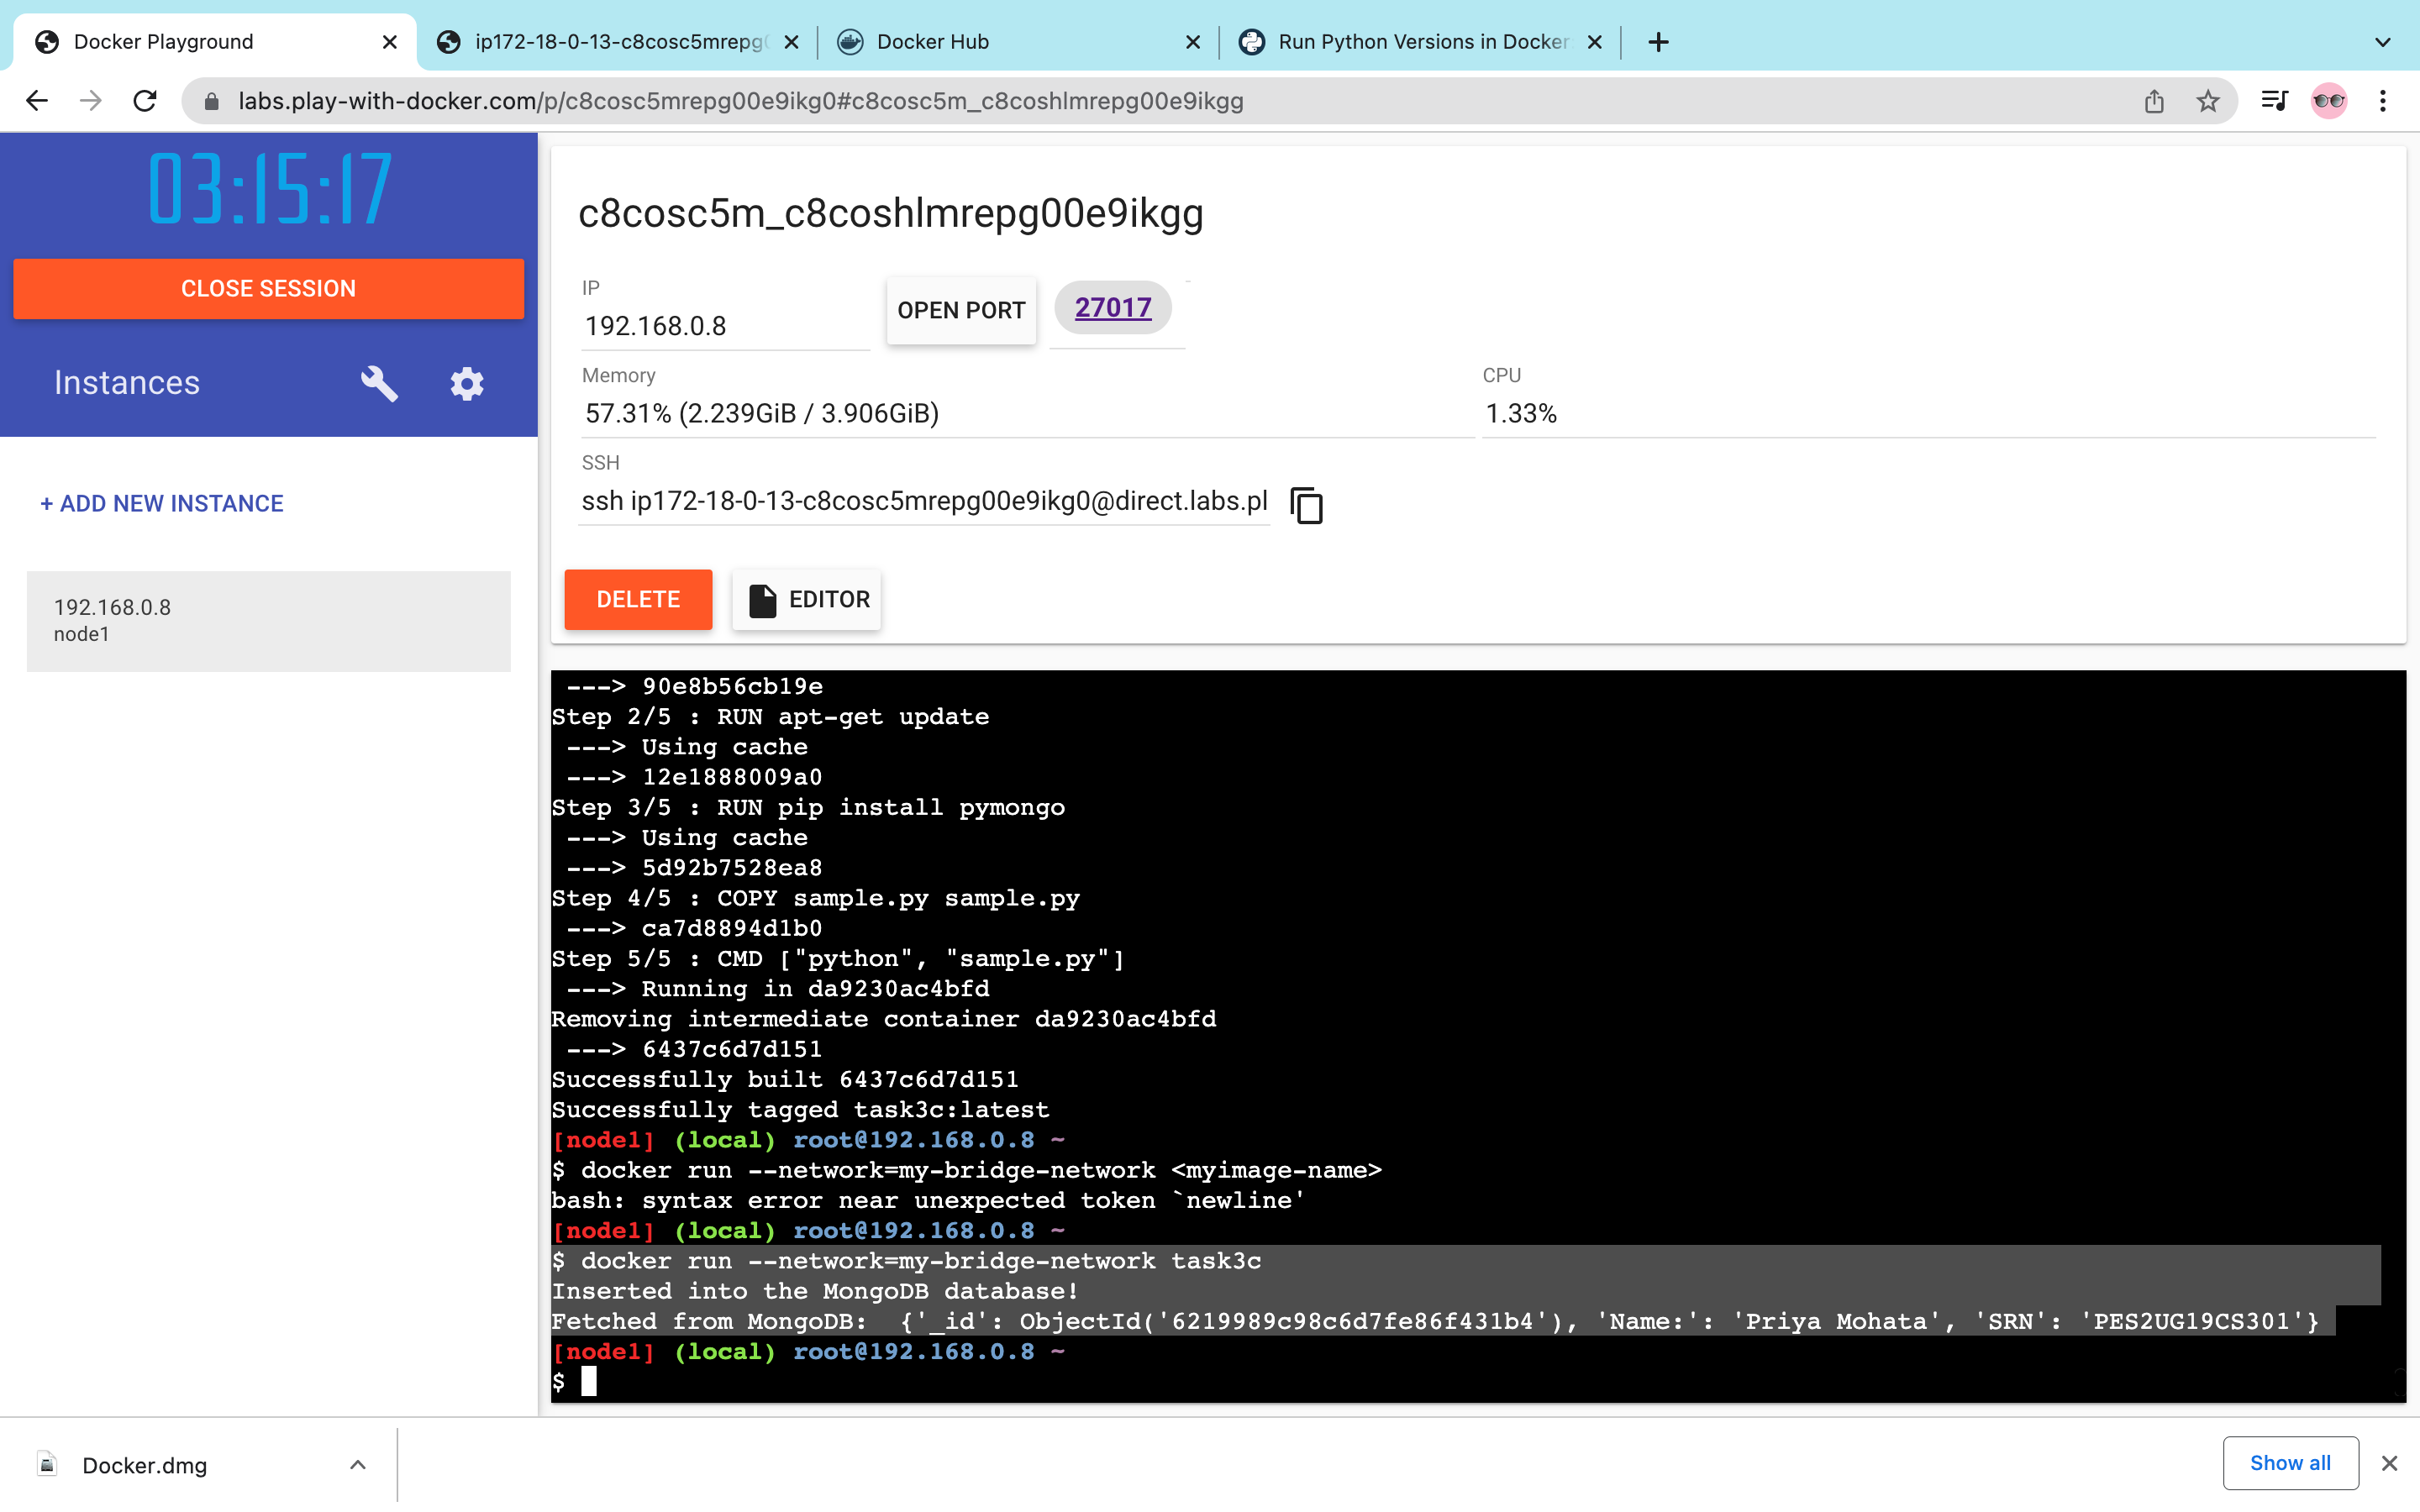 Docker Playground
ip172-18-0-13-c8cosc5mrepg
Docker Hub
Run Python Versions in Docker
labs.play-with-docker.com/p/c8cosc5mrepg00e9ikg0#c8cosc5m_c8coshlmrepg00e9ikgg
03:15:17
CLOSE SESSION
Instances
+ ADD NEW INSTANCE
192.168.0.8
node1
c8cosc5m_c8coshlmrepg00e9ikgg
IP
192.168.0.8
OPEN PORT
27017
Memory
57.31% (2.239GiB / 3.906GiB)
CPU
1.33%
SSH
ssh ip172-18-0-13-c8cosc5mrepg00e9ikg0@direct.labs.pl
DELETE
EDITOR
---> 90e8b56cb19e
Step 2/5 : RUN apt-get update
---> Using cache
---> 12e1888009a0
Step 3/5 : RUN pip install pymongo
---> Using cache
---> 5d92b7528ea8
Step 4/5 : COPY sample.py sample.py
---> ca7d8894d1b0
Step 5/5 : CMD ["python", "sample.py"]
---> Running in da9230ac4bfd
Removing intermediate container da9230ac4bfd
---> 6437c6d7d151
Successfully built 6437c6d7d151
Successfully tagged task3c:latest
[node1] (local) root@192.168.0.8 ~
$ docker run --network=my-bridge-network <myimage-name>
bash: syntax error near unexpected token `newline'
[node1] (local) root@192.168.0.8 ~
$ docker run --network=my-bridge-network task3c
Inserted into the MongoDB database!
Fetched from MongoDB:  {'_id': ObjectId('6219989c98c6d7fe86f431b4'), 'Name:': 'Priya Mohata', 'SRN': 'PES2UG19CS301'}
[node1] (local) root@192.168.0.8 ~
$
Docker.dmg
Show all